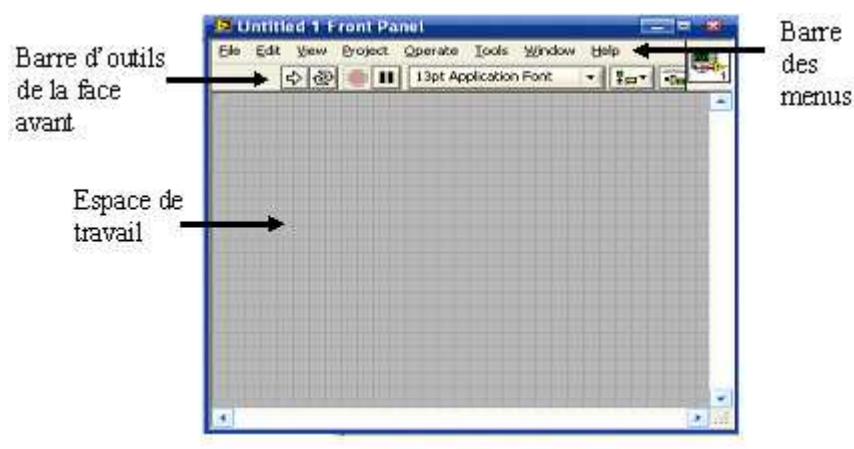 Untitled 1 Front Panel
File Edit View Project Operate Tools Window Help
13pt Application Font
1
Barre d'outils
de la face
avant
Espace de
travail
Barre
des
menus